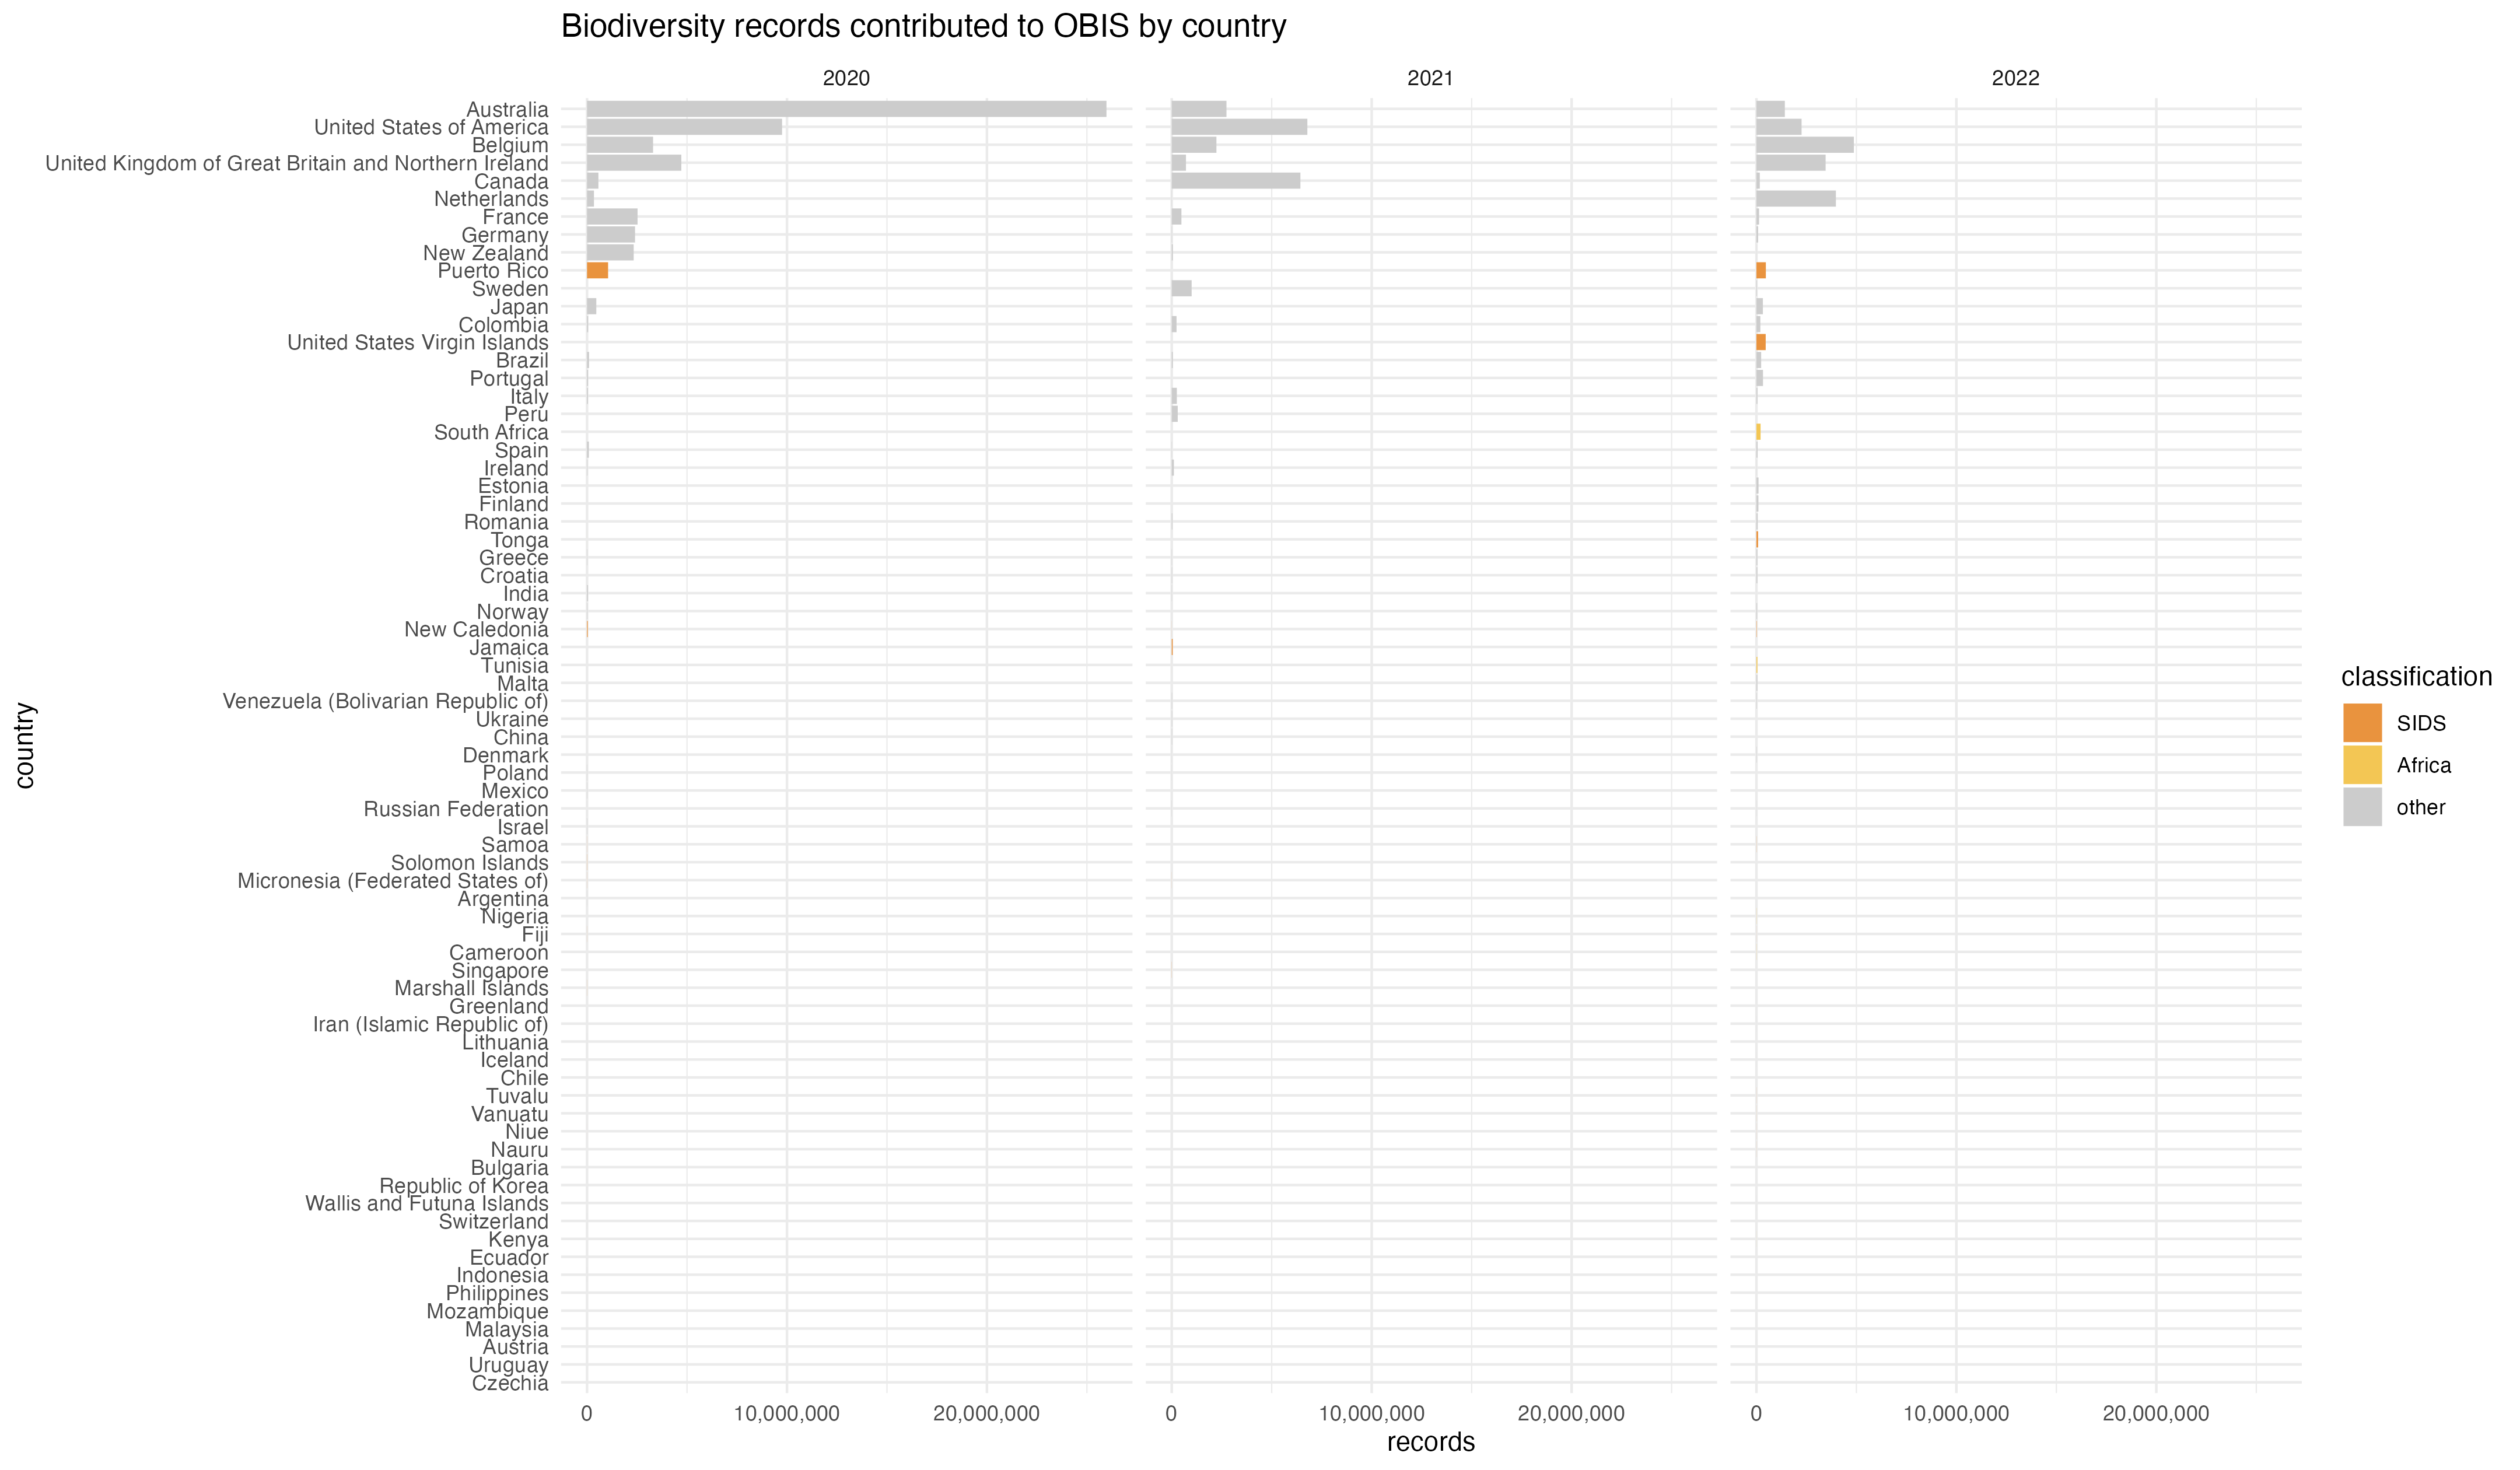 Biodiversity records contributed to OBIS by country
2020
2021
2022
Australia
United States of America
Belgium
United Kingdom of Great Britain and Northern Ireland
Canada
Netherlands
France
Germany
New Zealand
Puerto Rico
Sweden
Japan
Colombia
United States Virgin Islands
Brazil
Portugal
Italy
Peru
South Africa
Spain
Ireland
Estonia
Finland
Romania
Tonga
Greece
Croatia
India
Norway
New Caledonia
Jamaica
Tunisia
Malta
Venezuela (Bolivarian Republic of)
Ukraine
China
Denmark
Poland
Mexico
Russian Federation
Israel
Samoa
Solomon Islands
Micronesia (Federated States of)
Argentina
Nigeria
Fiji
Cameroon
Singapore
Marshall Islands
Greenland
Iran (Islamic Republic of)
Lithuania
Iceland
Chile
Tuvalu
Vanuatu
Niue
Nauru
Bulgaria
Republic of Korea
Wallis and Futuna Islands
Switzerland
Kenya
Ecuador
Indonesia
Philippines
Mozambique
Malaysia
Austria
Uruguay
Czechia
country
0
10,000,000
20,000,000
0
10,000,000
20,000,000
0
10,000,000
20,000,000
records
classification
SIDS
Africa
other